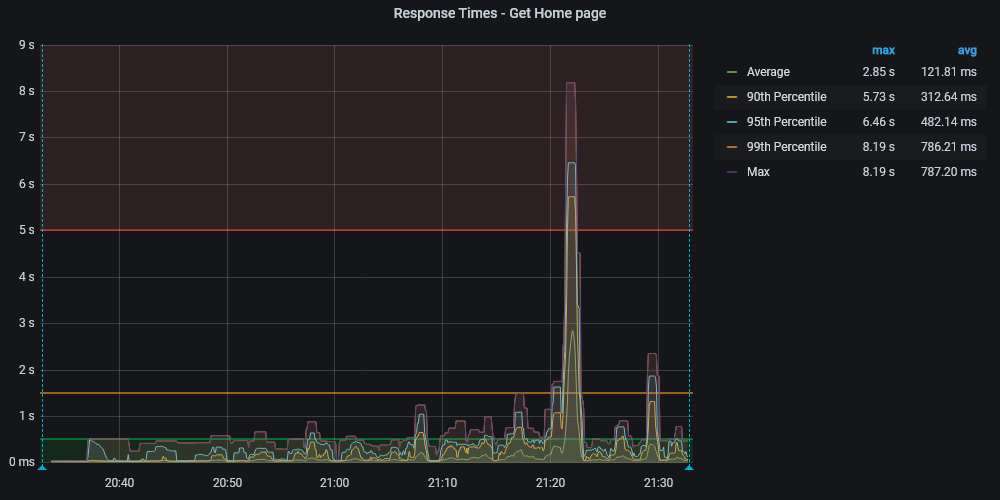 Response Times - Get Home page
max avg
Average 2.85 s 121.81 ms
90th Percentile 5.73 s 312.64 ms
95th Percentile 6.46 s 482.14 ms
99th Percentile 8.19 s 786.21 ms
Max 8.19 s 787.20 ms
9 s
8 s
7 s
6 s
5 s
4 s
3 s
2 s
1 s
0 ms
20:40 20:50 21:00 21:10 21:20 21:30